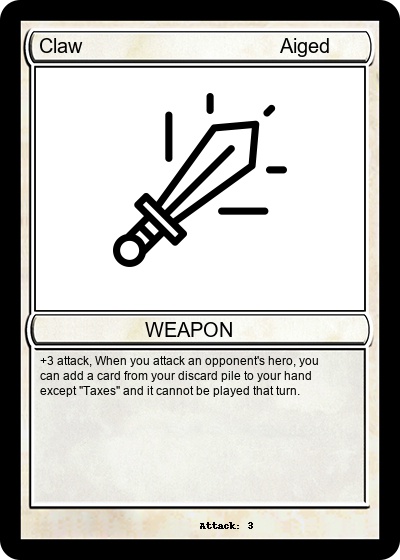 Claw Aiged
WEAPON
+3 attack, When you attack an opponent's hero, you
can add a card from your discard pile to your hand
except "Taxes" and it cannot be played that turn.
Attack: 3